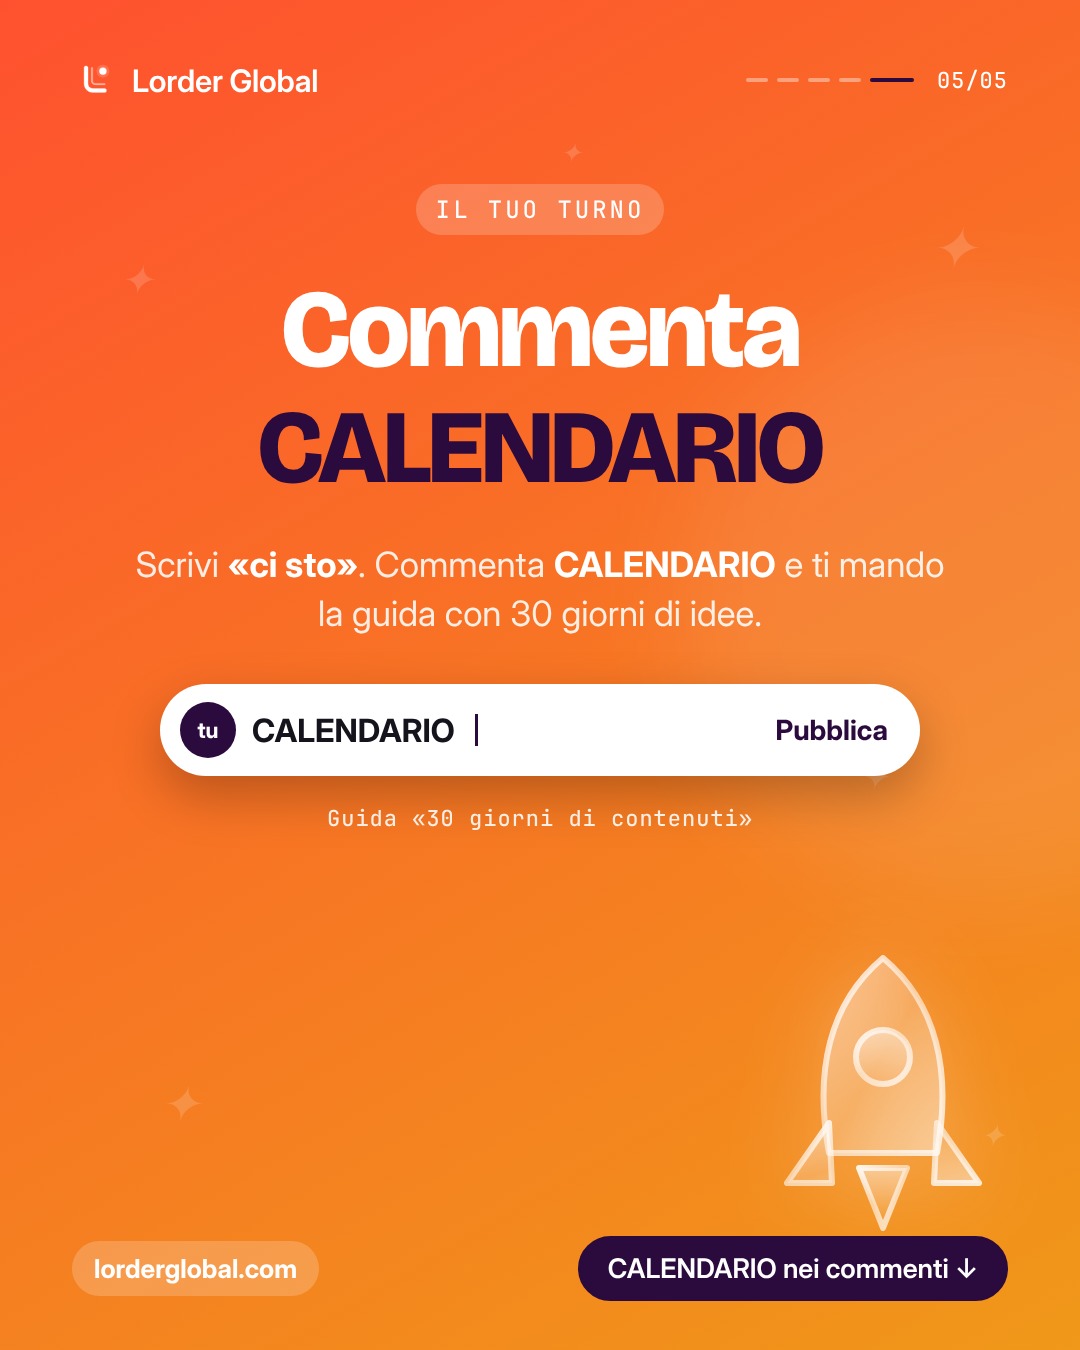 Lorder Global
05/05
IL TUO TURNO
Commenta
CALENDARIO
Scrivi «ci sto». Commenta CALENDARIO e ti mando
la guida con 30 giorni di idee.
tu CALENDARIO Pubblica
Guida «30 giorni di contenuti»
lorderglobal.com
CALENDARIO nei commenti ↓